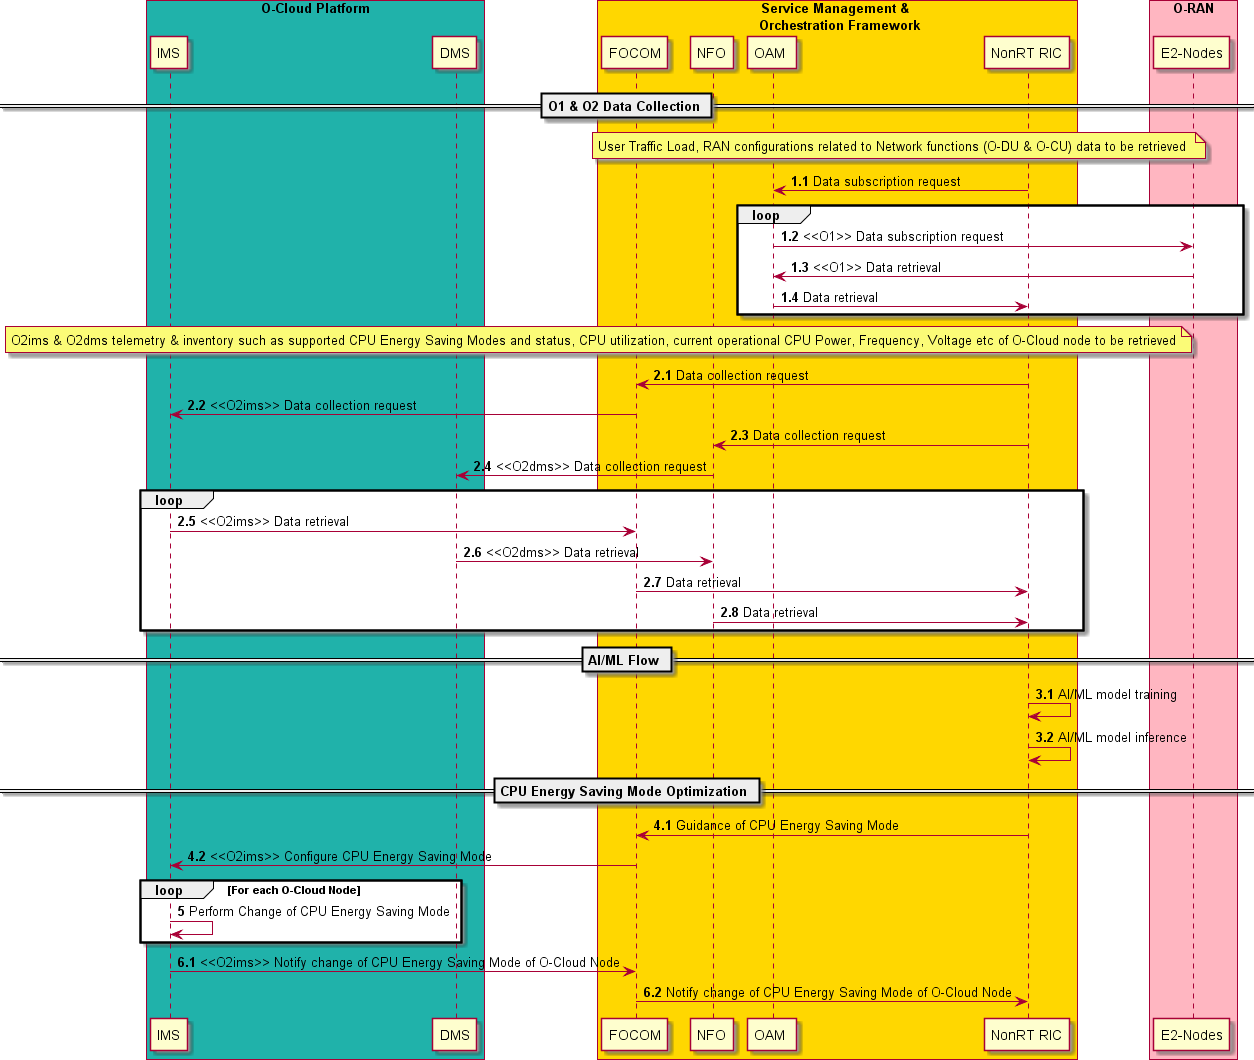 O-Cloud Platform
Service Management &
Orchestration Framework
O-RAN
IMS
DMS
FOCOM
NFO
OAM
NonRT RIC
E2-Nodes
O1 & O2 Data Collection
User Traffic Load, RAN configurations related to Network functions (O-DU & O-CU) data to be retrieved
1.1 Data subscription request
loop
1.2 <<O1>> Data subscription request
1.3 <<O1>> Data retrieval
1.4 Data retrieval
O2ims & O2dms telemetry & inventory such as supported CPU Energy Saving Modes and status, CPU utilization, current operational CPU Power, Frequency, Voltage etc of O-Cloud node to be retrieved
2.1 Data collection request
2.2 <<O2ims>> Data collection request
2.3 Data collection request
2.4 <<O2dms>> Data collection request
loop
2.5 <<O2ims>> Data retrieval
2.6 <<O2dms>> Data retrieval
2.7 Data retrieval
2.8 Data retrieval
AI/ML Flow
3.1 AI/ML model training
3.2 AI/ML model inference
CPU Energy Saving Mode Optimization
4.1 Guidance of CPU Energy Saving Mode
4.2 <<O2ims>> Configure CPU Energy Saving Mode
loop [For each O-Cloud Node]
5 Perform Change of CPU Energy Saving Mode
6.1 <<O2ims>> Notify change of CPU Energy Saving Mode of O-Cloud Node
6.2 Notify change of CPU Energy Saving Mode of O-Cloud Node
IMS
DMS
FOCOM
NFO
OAM
NonRT RIC
E2-Nodes